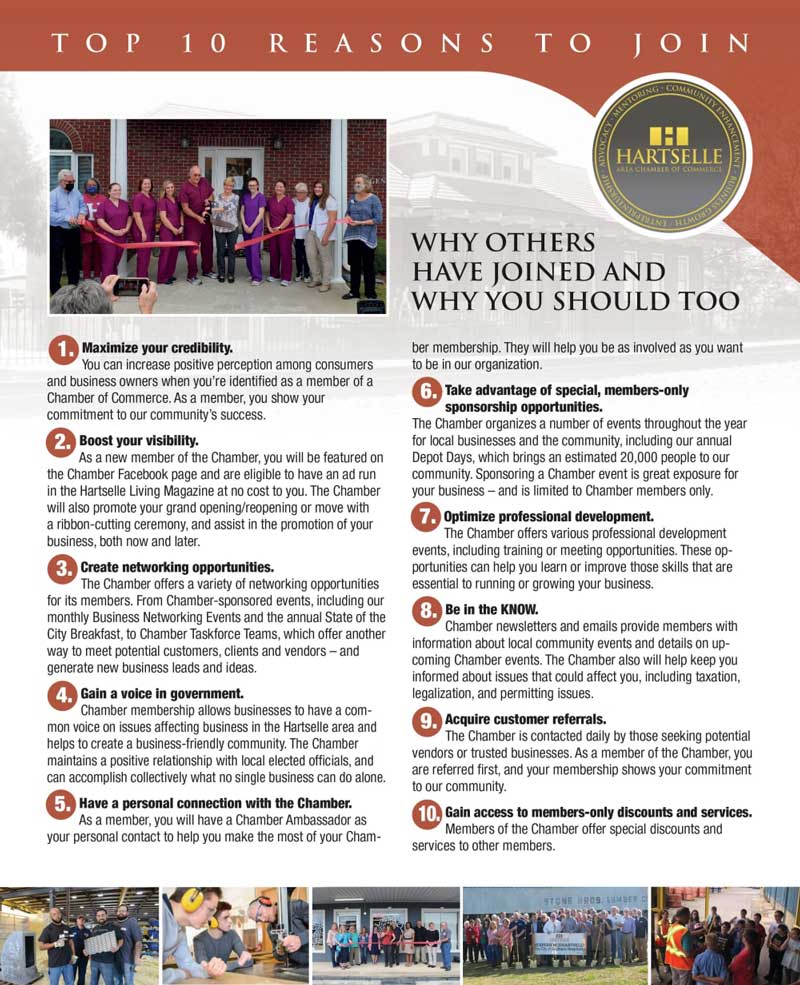 TOP 10 REASONS TO JOIN
ADVOCACY · MENTORING · COMMUNITY ENHANCEMENT · BUSINESS GROWTH · ENTREPRENEURSHIP
H
HARTSELLE
AREA CHAMBER OF COMMERCE
WHY OTHERS
HAVE JOINED AND
WHY YOU SHOULD TOO
1. Maximize your credibility.
You can increase positive perception among consumers
and business owners when you're identified as a member of a
Chamber of Commerce. As a member, you show your
commitment to our community's success.
2. Boost your visibility.
As a new member of the Chamber, you will be featured on
the Chamber Facebook page and are eligible to have an ad run
in the Hartselle Living Magazine at no cost to you. The Chamber
will also promote your grand opening/reopening or move with
a ribbon-cutting ceremony, and assist in the promotion of your
business, both now and later.
3. Create networking opportunities.
The Chamber offers a variety of networking opportunities
for its members. From Chamber-sponsored events, including our
monthly Business Networking Events and the annual State of the
City Breakfast, to Chamber Taskforce Teams, which offer another
way to meet potential customers, clients and vendors – and
generate new business leads and ideas.
4. Gain a voice in government.
Chamber membership allows businesses to have a com-
mon voice on issues affecting business in the Hartselle area and
helps to create a business-friendly community. The Chamber
maintains a positive relationship with local elected officials, and
can accomplish collectively what no single business can do alone.
5. Have a personal connection with the Chamber.
As a member, you will have a Chamber Ambassador as
your personal contact to help you make the most of your Cham-
ber membership. They will help you be as involved as you want
to be in our organization.
6. Take advantage of special, members-only
sponsorship opportunities.
The Chamber organizes a number of events throughout the year
for local businesses and the community, including our annual
Depot Days, which brings an estimated 20,000 people to our
community. Sponsoring a Chamber event is great exposure for
your business – and is limited to Chamber members only.
7. Optimize professional development.
The Chamber offers various professional development
events, including training or meeting opportunities. These op-
portunities can help you learn or improve those skills that are
essential to running or growing your business.
8. Be in the KNOW.
Chamber newsletters and emails provide members with
information about local community events and details on up-
coming Chamber events. The Chamber also will help keep you
informed about issues that could affect you, including taxation,
legalization, and permitting issues.
9. Acquire customer referrals.
The Chamber is contacted daily by those seeking potential
vendors or trusted businesses. As a member of the Chamber, you
are referred first, and your membership shows your commitment
to our community.
10. Gain access to members-only discounts and services.
Members of the Chamber offer special discounts and
services to other members.
STONE BROS. LUMBER